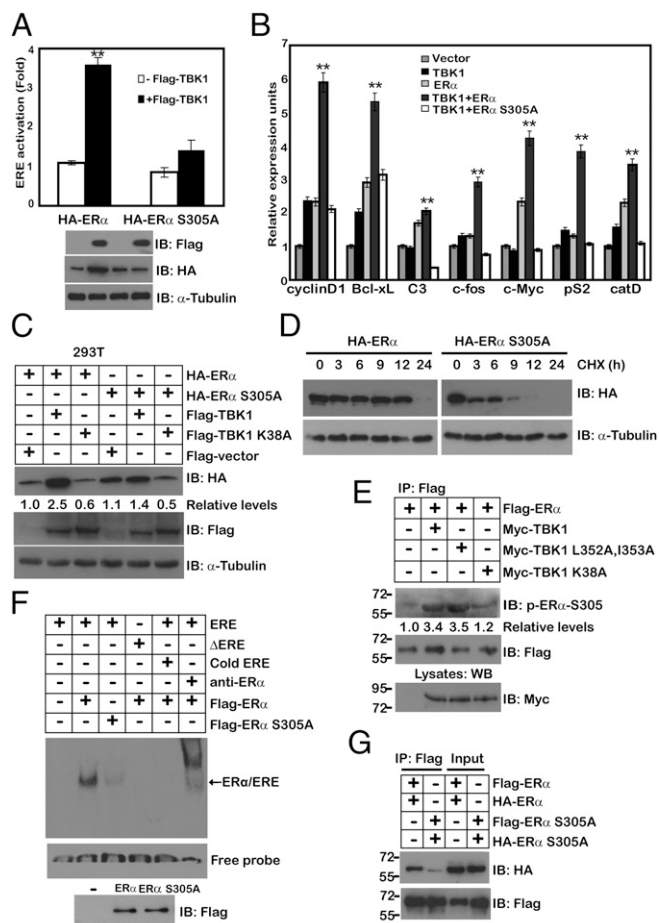 A
ERE activation (Fold)
4
3
2
1
0
**
- Flag-TBK1
+Flag-TBK1
HA-ERα HA-ERα S305A
IB: Flag
IB: HA
IB: α-Tubulin
B
Relative expression units
7
6
5
4
3
2
1
0
Vector
TBK1
ERα
TBK1+ERα
TBK1+ERα S305A
** ** ** ** ** ** **
cyclinD1 Bcl-xL C3 c-fos c-Myc pS2 catD
C
293T
+ + + - - - HA-ERα
- - - + + + HA-ERα S305A
- + - - + - Flag-TBK1
- - + - - + Flag-TBK1 K38A
+ - - + - - Flag-vector
IB: HA
1.0 2.5 0.6 1.1 1.4 0.5 Relative levels
IB: Flag
IB: α-Tubulin
D
HA-ERα HA-ERα S305A
0 3 6 9 12 24 0 3 6 9 12 24 CHX (h)
IB: HA
IB: α-Tubulin
E
IP: Flag
+ + + + Flag-ERα
- + - - Myc-TBK1
- - + - Myc-TBK1 L352A,I353A
- - - + Myc-TBK1 K38A
72-
55-
IB: p-ERα-S305
1.0 3.4 3.5 1.2 Relative levels
72-
55-
IB: Flag
Lysates: WB
95-
72-
IB: Myc
F
+ + + - + + ERE
- - - + - - ΔERE
- - - - + - Cold ERE
- - - - - + anti-ERα
- + - + + + Flag-ERα
- - + - - - Flag-ERα S305A
←ERα/ERE
Free probe
- ERα ERα S305A
IB: Flag
G
IP: Flag Input
+ - + - Flag-ERα
+ - + - HA-ERα
- + - + Flag-ERα S305A
- + - + HA-ERα S305A
72-
55-
IB: HA
72-
55-
IB: Flag